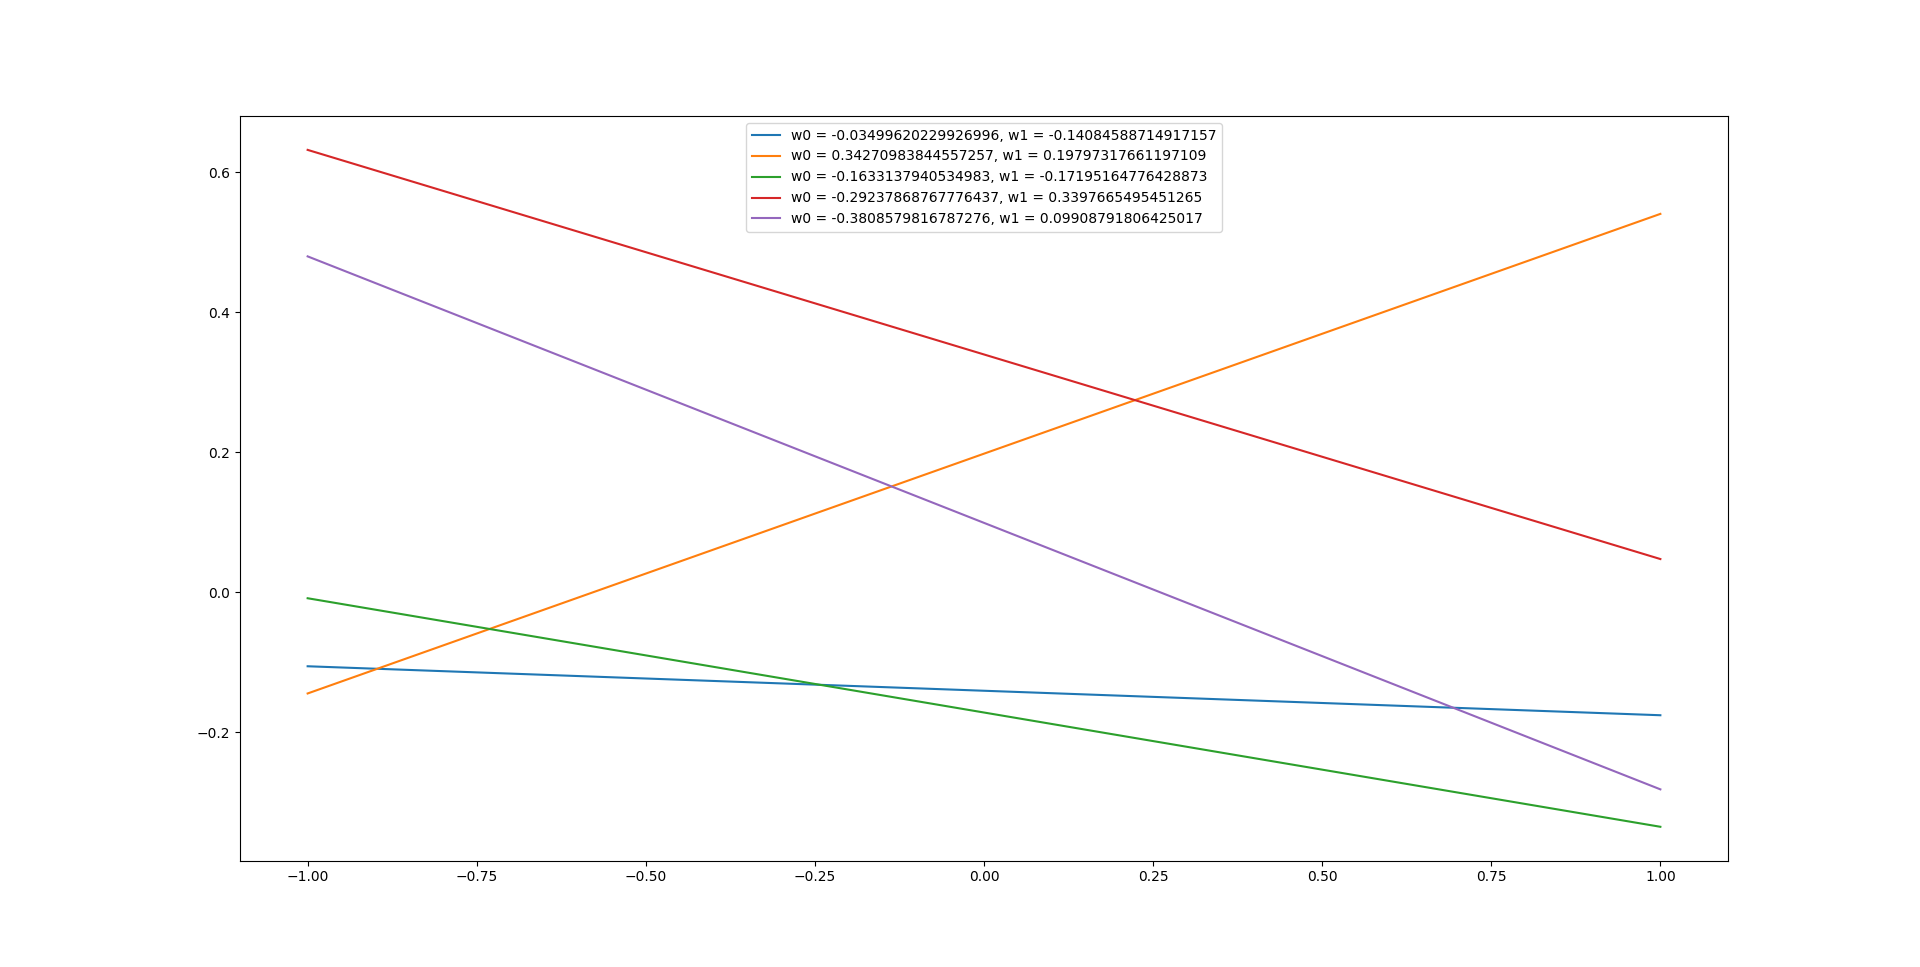 w0 = -0.03499620229926996, w1 = -0.14084588714917157
w0 = 0.34270983844557257, w1 = 0.19797317661197109
w0 = -0.1633137940534983, w1 = -0.17195164776428873
w0 = -0.29237868767776437, w1 = 0.3397665495451265
w0 = -0.3808579816787276, w1 = 0.09908791806425017
0.6
0.4
0.2
0.0
−0.2
−1.00 −0.75 −0.50 −0.25 0.00 0.25 0.50 0.75 1.00